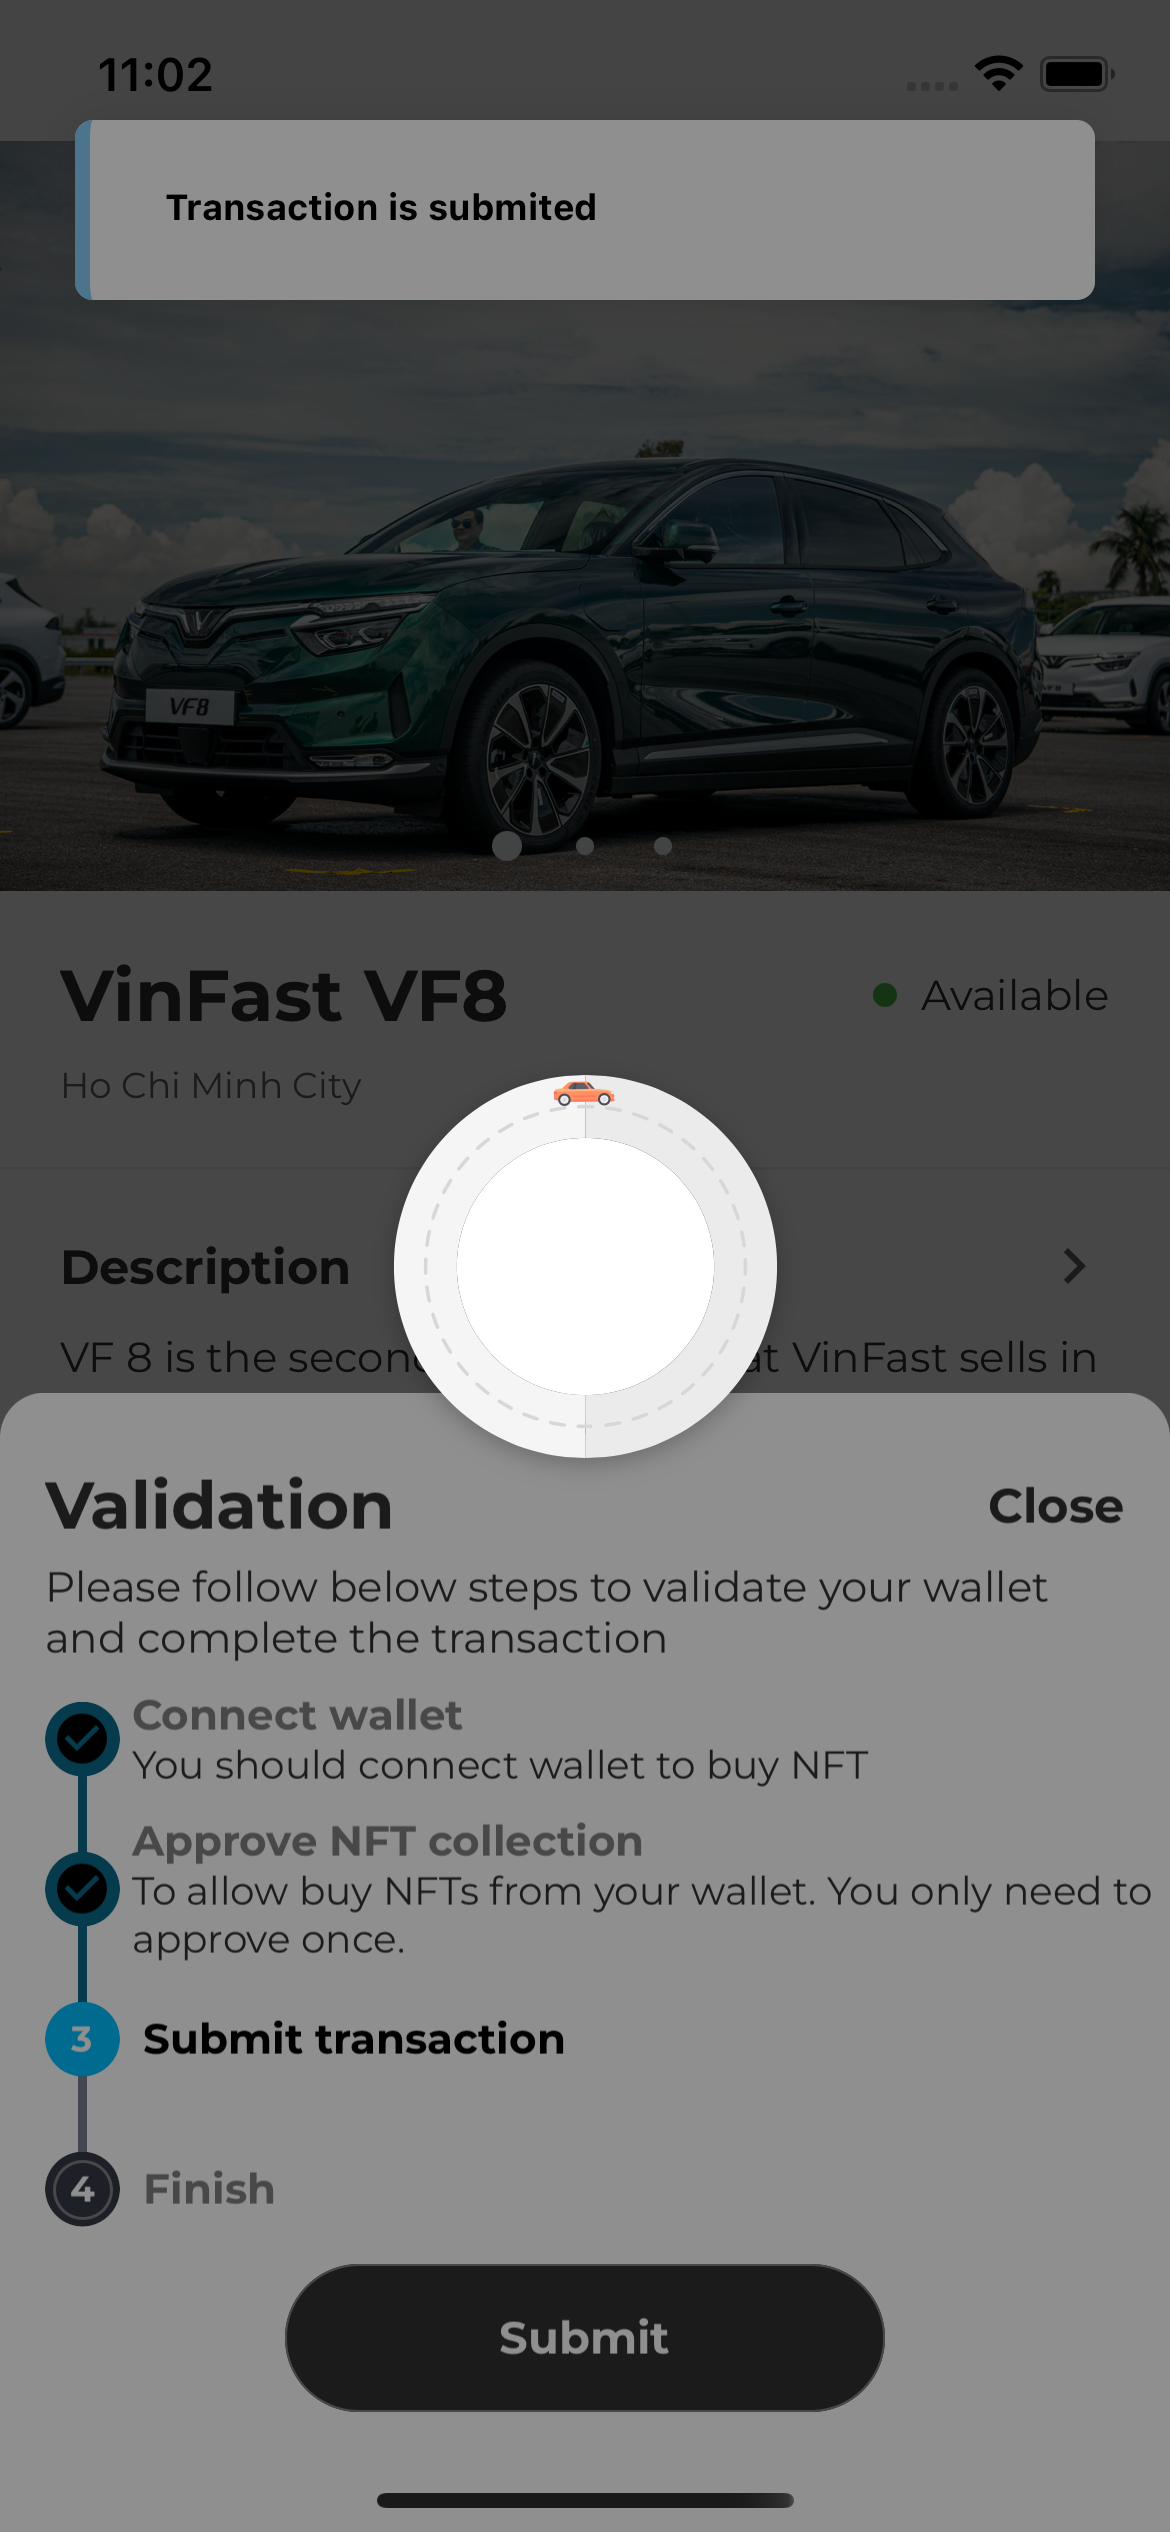 11:02
Transaction is submited
VF8
VF8
VinFast VF8
Available
Ho Chi Minh City
Description
VF 8 is the secon
at VinFast sells in
Validation
Close
Please follow below steps to validate your wallet
and complete the transaction
Connect wallet
You should connect wallet to buy NFT
Approve NFT collection
To allow buy NFTs from your wallet. You only need to
approve once.
3
Submit transaction
4
Finish
Submit